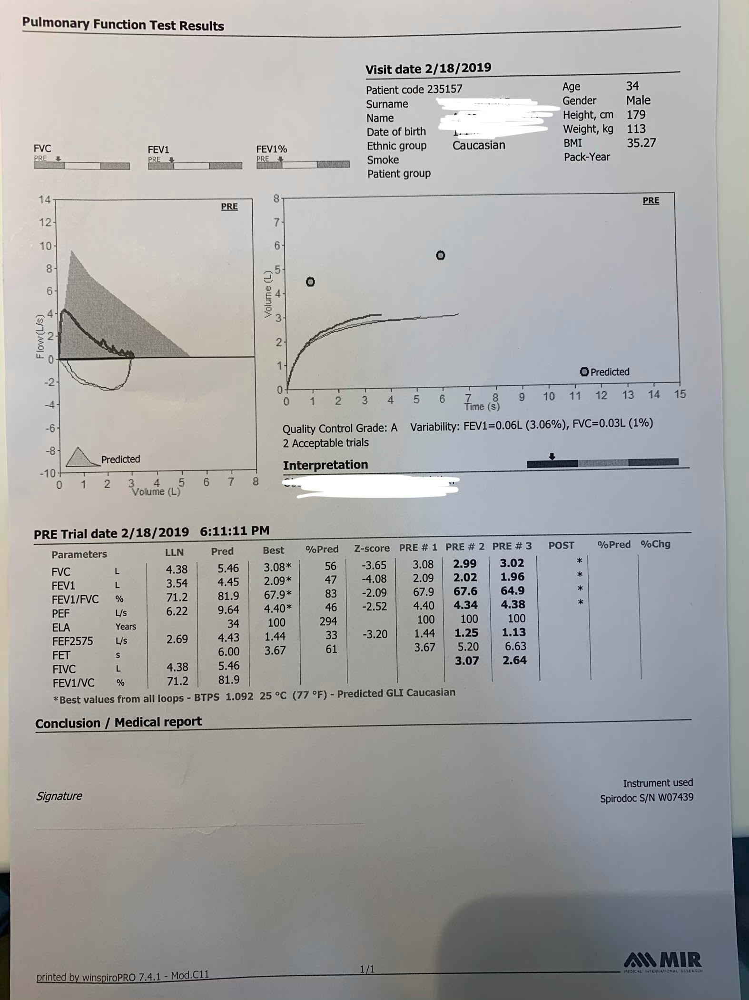 Pulmonary Function Test Results
Visit date 2/18/2019
Patient code 235157
Surname
Name
Date of birth
Ethnic group Caucasian
Smoke
Patient group
Age 34
Gender Male
Height, cm 179
Weight, kg 113
BMI 35.27
Pack-Year
FVC
PRE
FEV1
PRE
FEV1%
PRE
PRE
14
12
10
8
6
4
2
0
-2
-4
-6
-8
-10
Flow (L/s)
Predicted
0 1 2 3 4 5 6 7 8
Volume (L)
PRE
8
7
6
5
4
3
2
1
0
Volume (L)
Predicted
0 1 2 3 4 5 6 7 8 9 10 11 12 13 14 15
Time (s)
Quality Control Grade: A Variability: FEV1=0.06L (3.06%), FVC=0.03L (1%)
2 Acceptable trials
Interpretation
PRE Trial date 2/18/2019 6:11:11 PM
Parameters LLN Pred Best %Pred Z-score PRE # 1 PRE # 2 PRE # 3 POST %Pred %Chg
FVC L 4.38 5.46 3.08* 56 -3.65 3.08 2.99 3.02 *
FEV1 L 3.54 4.45 2.09* 47 -4.08 2.09 2.02 1.96 *
FEV1/FVC % 71.2 81.9 67.9* 83 -2.09 67.9 67.6 64.9 *
PEF L/s 6.22 9.64 4.40* 46 -2.52 4.40 4.34 4.38 *
ELA Years 34 100 294 100 100 100
FEF2575 L/s 2.69 4.43 1.44 33 -3.20 1.44 1.25 1.13
FET s 6.00 3.67 61 3.67 5.20 6.63
FIVC L 4.38 5.46 3.07 2.64
FEV1/VC % 71.2 81.9
*Best values from all loops - BTPS 1.092 25 °C (77 °F) - Predicted GLI Caucasian
Conclusion / Medical report
Signature
Instrument used
Spirodoc S/N W07439
MIR
MEDICAL INTERNATIONAL RESEARCH
printed by winspiroPRO 7.4.1 - Mod.C11
1/1